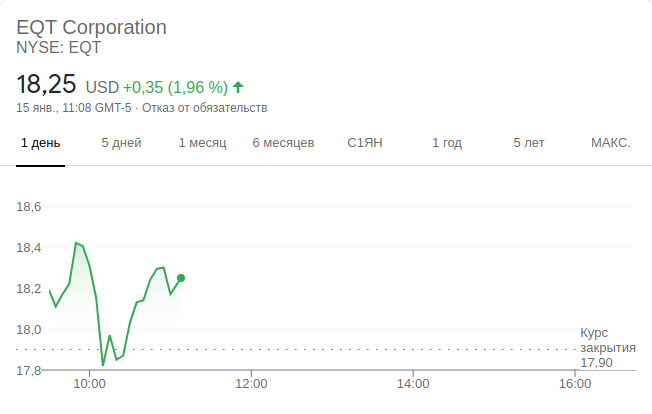 EQT Corporation
NYSE: EQT
18,25 USD +0,35 (1,96 %)
15 янв., 11:08 GMT-5 · Отказ от обязательств
1 день 5 дней 1 месяц 6 месяцев С1ЯН 1 год 5 лет МАКС.
18,6
18,4
18,2
18,0
17,8
Курс
закрытия
17,90
10:00 12:00 14:00 16:00